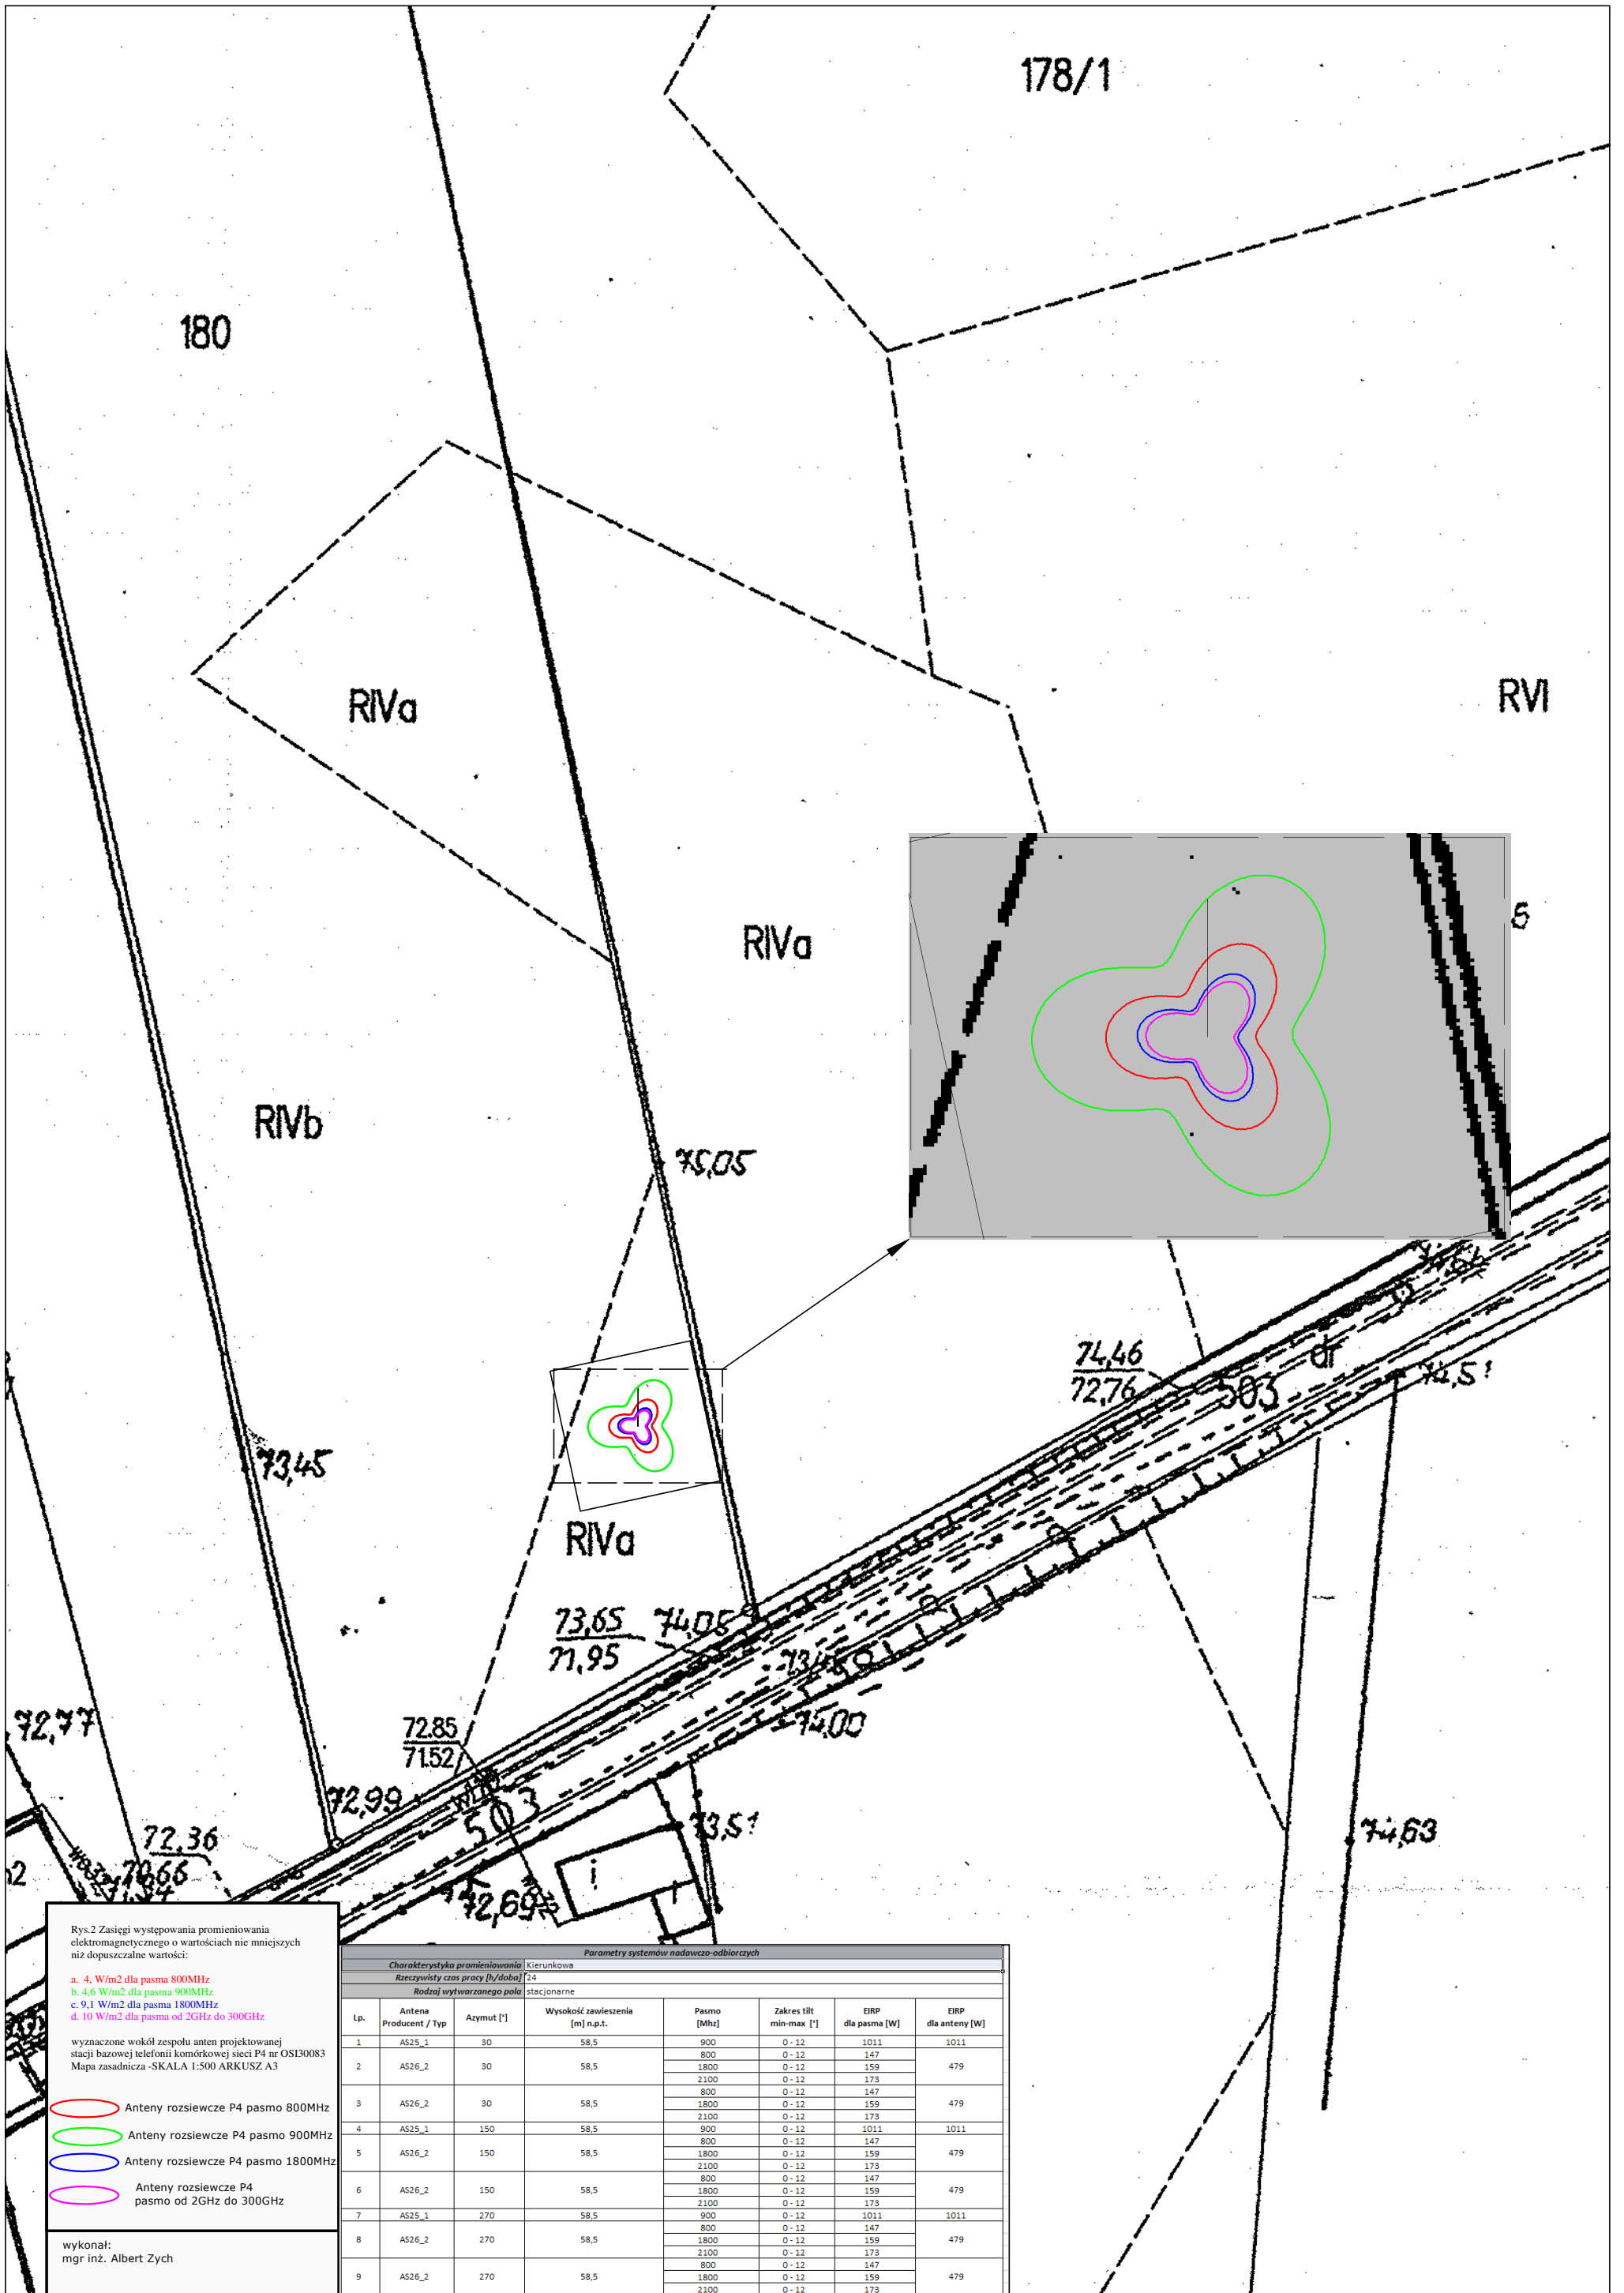 178/1
180
RIVa
RVI
RIVa
RIVb
75,05
74,46
72,76
dr
503
74,51
73,45
RIVa
73,65
74,05
71,95
74,00
72,77
72,85
71,52
72,99
503
73,51
72,36
70,66
74,63
72,69
i
Rys.2 Zasięgi występowania promieniowania
elektromagnetycznego o wartościach nie mniejszych
niż dopuszczalne wartości:
a. 4, W/m2 dla pasma 800MHz
b. 4,6 W/m2 dla pasma 900MHz
c. 9,1 W/m2 dla pasma 1800MHz
d. 10 W/m2 dla pasma od 2GHz do 300GHz
wyznaczone wokół zespołu anten projektowanej
stacji bazowej telefonii komórkowej sieci P4 nr OSI30083
Mapa zasadnicza -SKALA 1:500 ARKUSZ A3
Anteny rozsiewcze P4 pasmo 800MHz
Anteny rozsiewcze P4 pasmo 900MHz
Anteny rozsiewcze P4 pasmo 1800MHz
Anteny rozsiewcze P4
pasmo od 2GHz do 300GHz
wykonał:
mgr inż. Albert Zych
Parametry systemów nadawczo-odbiorczych
Charakterystyka promieniowania Kierunkowa
Rzeczywisty czas pracy [h/doba] 24
Rodzaj wytwarzanego pola stacjonarne
Lp. Antena Producent / Typ Azymut [°] Wysokość zawieszenia [m] n.p.t. Pasmo [Mhz] Zakres tilt min-max [°] EIRP dla pasma [W] EIRP dla anteny [W]
1 AS25_1 30 58,5 900 0 - 12 1011 1011
800 0 - 12 147
2 AS26_2 30 58,5 1800 0 - 12 159 479
2100 0 - 12 173
800 0 - 12 147
3 AS26_2 30 58,5 1800 0 - 12 159 479
2100 0 - 12 173
4 AS25_1 150 58,5 900 0 - 12 1011 1011
800 0 - 12 147
5 AS26_2 150 58,5 1800 0 - 12 159 479
2100 0 - 12 173
800 0 - 12 147
6 AS26_2 150 58,5 1800 0 - 12 159 479
2100 0 - 12 173
7 AS25_1 270 58,5 900 0 - 12 1011 1011
800 0 - 12 147
8 AS26_2 270 58,5 1800 0 - 12 159 479
2100 0 - 12 173
800 0 - 12 147
9 AS26_2 270 58,5 1800 0 - 12 159 479
2100 0 - 12 173